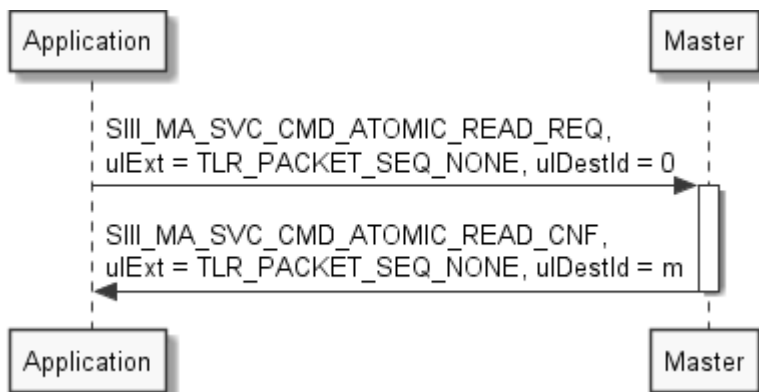 Application
Master
SIII_MA_SVC_CMD_ATOMIC_READ_REQ,
ulExt = TLR_PACKET_SEQ_NONE, ulDestId = 0
SIII_MA_SVC_CMD_ATOMIC_READ_CNF,
ulExt = TLR_PACKET_SEQ_NONE, ulDestId = m
Application
Master